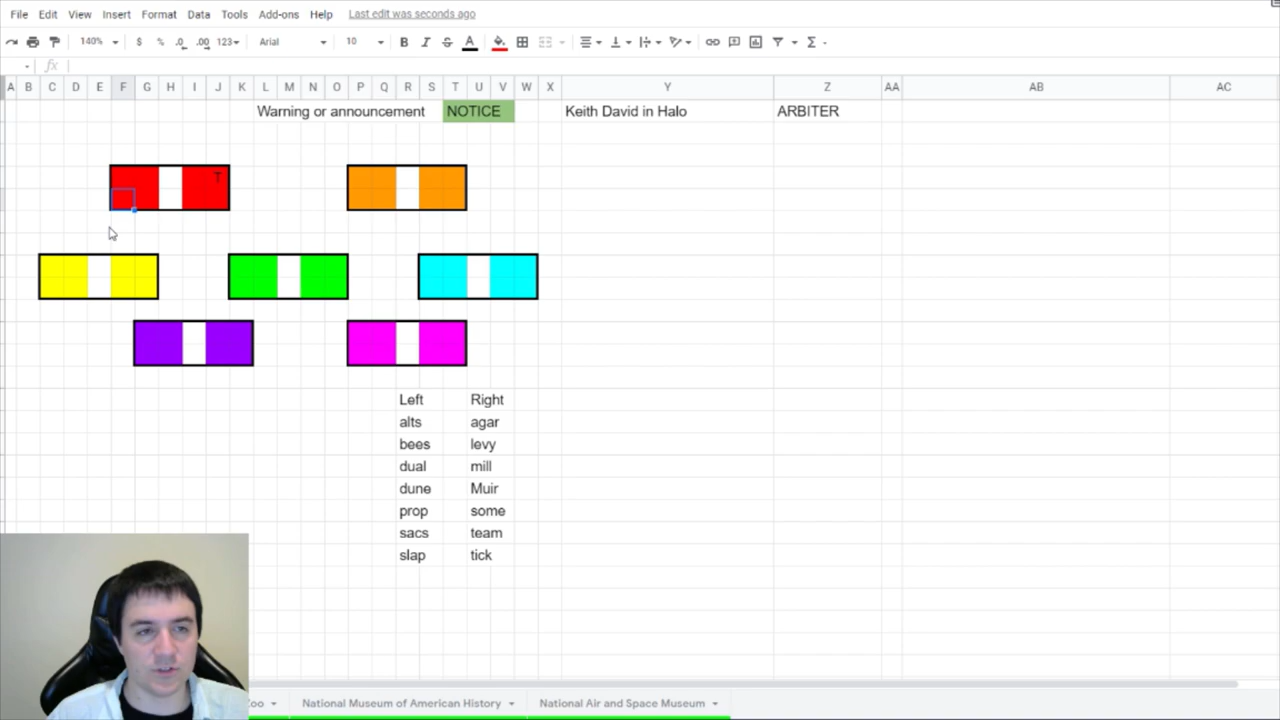 File Edit View Insert Format Data Tools Add-ons Help Last edit was seconds ago
140% $ % .0 .00 123 Arial 10 B I S A Σ
fx
A B C D E F G H I J K L M N O P Q R S T U V W X Y Z AA AB AC
Warning or announcement NOTICE Keith David in Halo ARBITER
T
Left Right
alts agar
bees levy
dual mill
dune Muir
prop some
sacs team
slap tick
National Museum of American History National Air and Space Museum